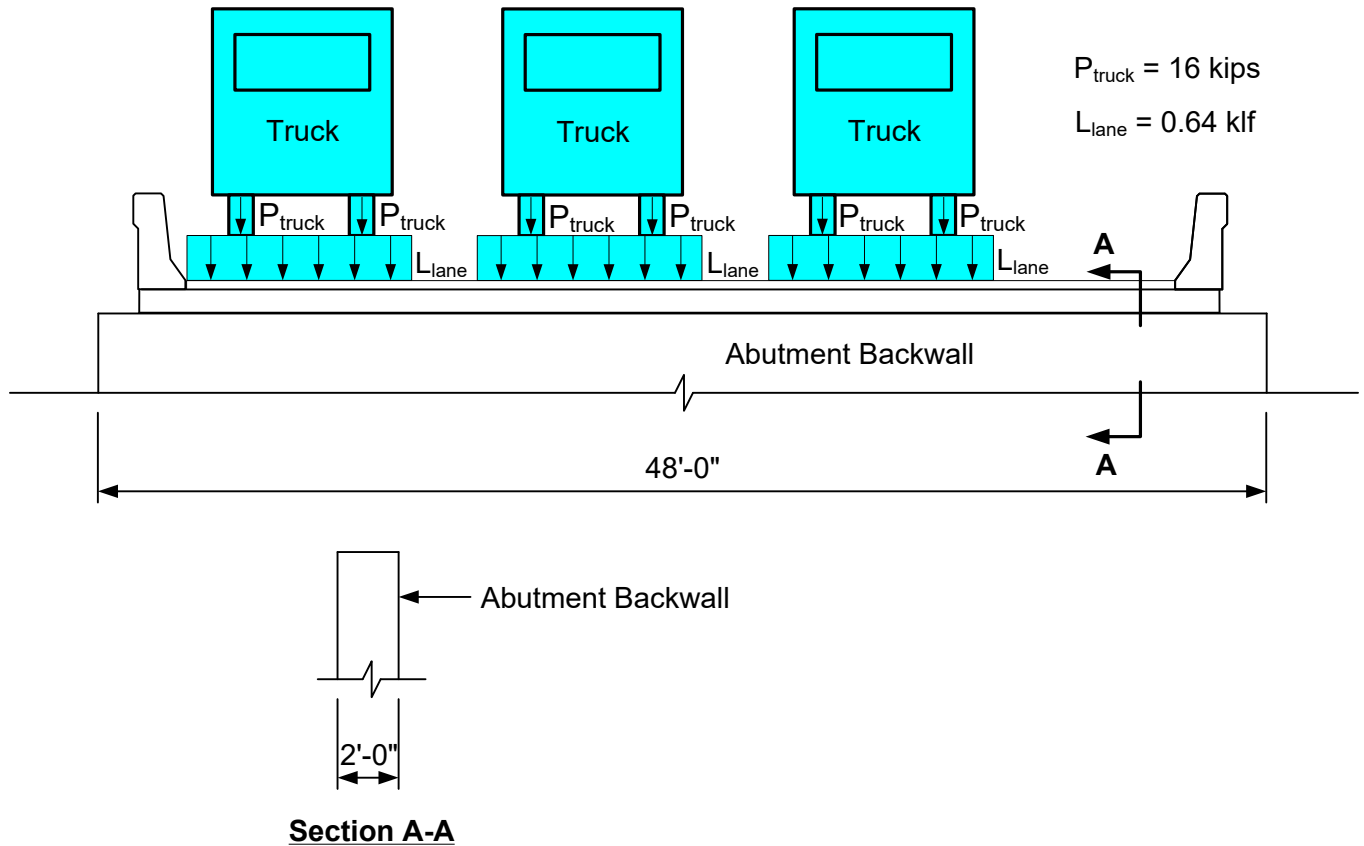 Truck
Truck
Truck
P_truck = 16 kips
L_lane = 0.64 klf
P_truck P_truck P_truck P_truck P_truck P_truck
L_lane L_lane L_lane
A
Abutment Backwall
A
48'-0"
Abutment Backwall
2'-0"
Section A-A